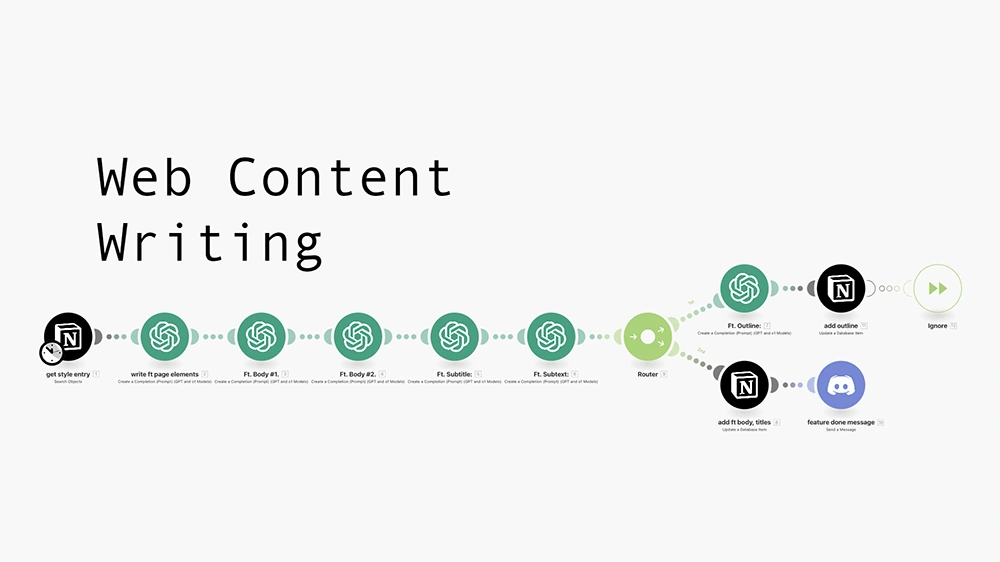 Web Content
Writing
get style entry 1
Search Objects
write ft page elements 2
Create a Completion (Prompt) (GPT and o1 Models)
Ft. Body #1. 3
Create a Completion (Prompt) (GPT and o1 Models)
Ft. Body #2. 4
Create a Completion (Prompt) (GPT and o1 Models)
Ft. Subtitle: 5
Create a Completion (Prompt) (GPT and o1 Models)
Ft. Subtext: 6
Create a Completion (Prompt) (GPT and o1 Models)
Router 9
1st
2nd
Ft. Outline: 7
Create a Completion (Prompt) (GPT and o1 Models)
add outline
Update a Database Item
Ignore
add ft body, titles 8
Update a Database Item
feature done message 10
Send a Message